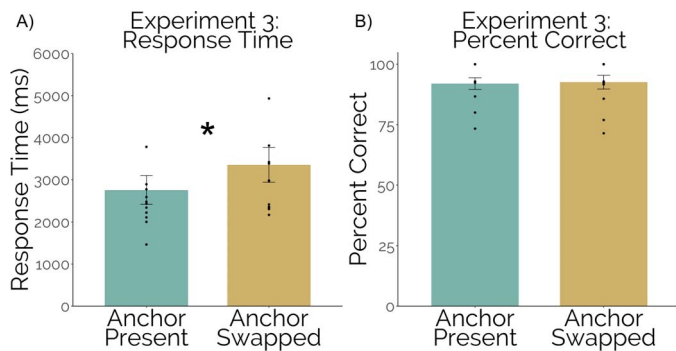 A)
Experiment 3:
Response Time
Response Time (ms)
6000
5000
4000
3000
2000
1000
0
*
Anchor
Present
Anchor
Swapped
B)
Experiment 3:
Percent Correct
Percent Correct
100
75
50
25
0
Anchor
Present
Anchor
Swapped